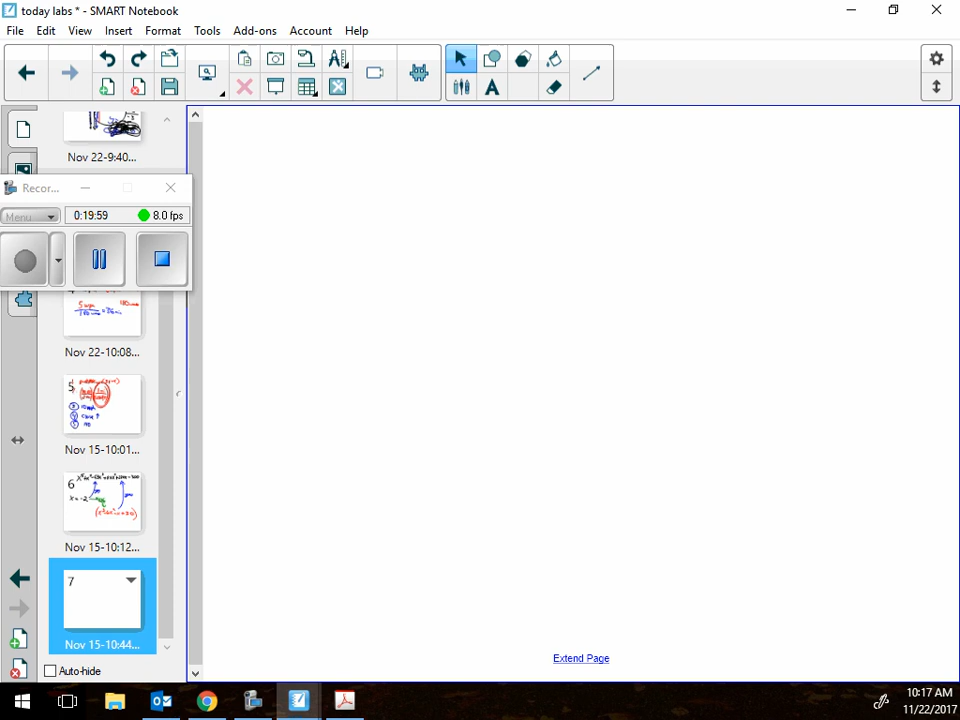 today labs * - SMART Notebook
File Edit View Insert Format Tools Add-ons Account Help
Nov 22-9:40...
Recor...
Menu 0:19:59 8.0 fps
Nov 22-10:08...
5
Nov 15-10:01...
6
x = -2
Nov 15-10:12...
7
Nov 15-10:44...
Auto-hide
Extend Page
10:17 AM
11/22/2017